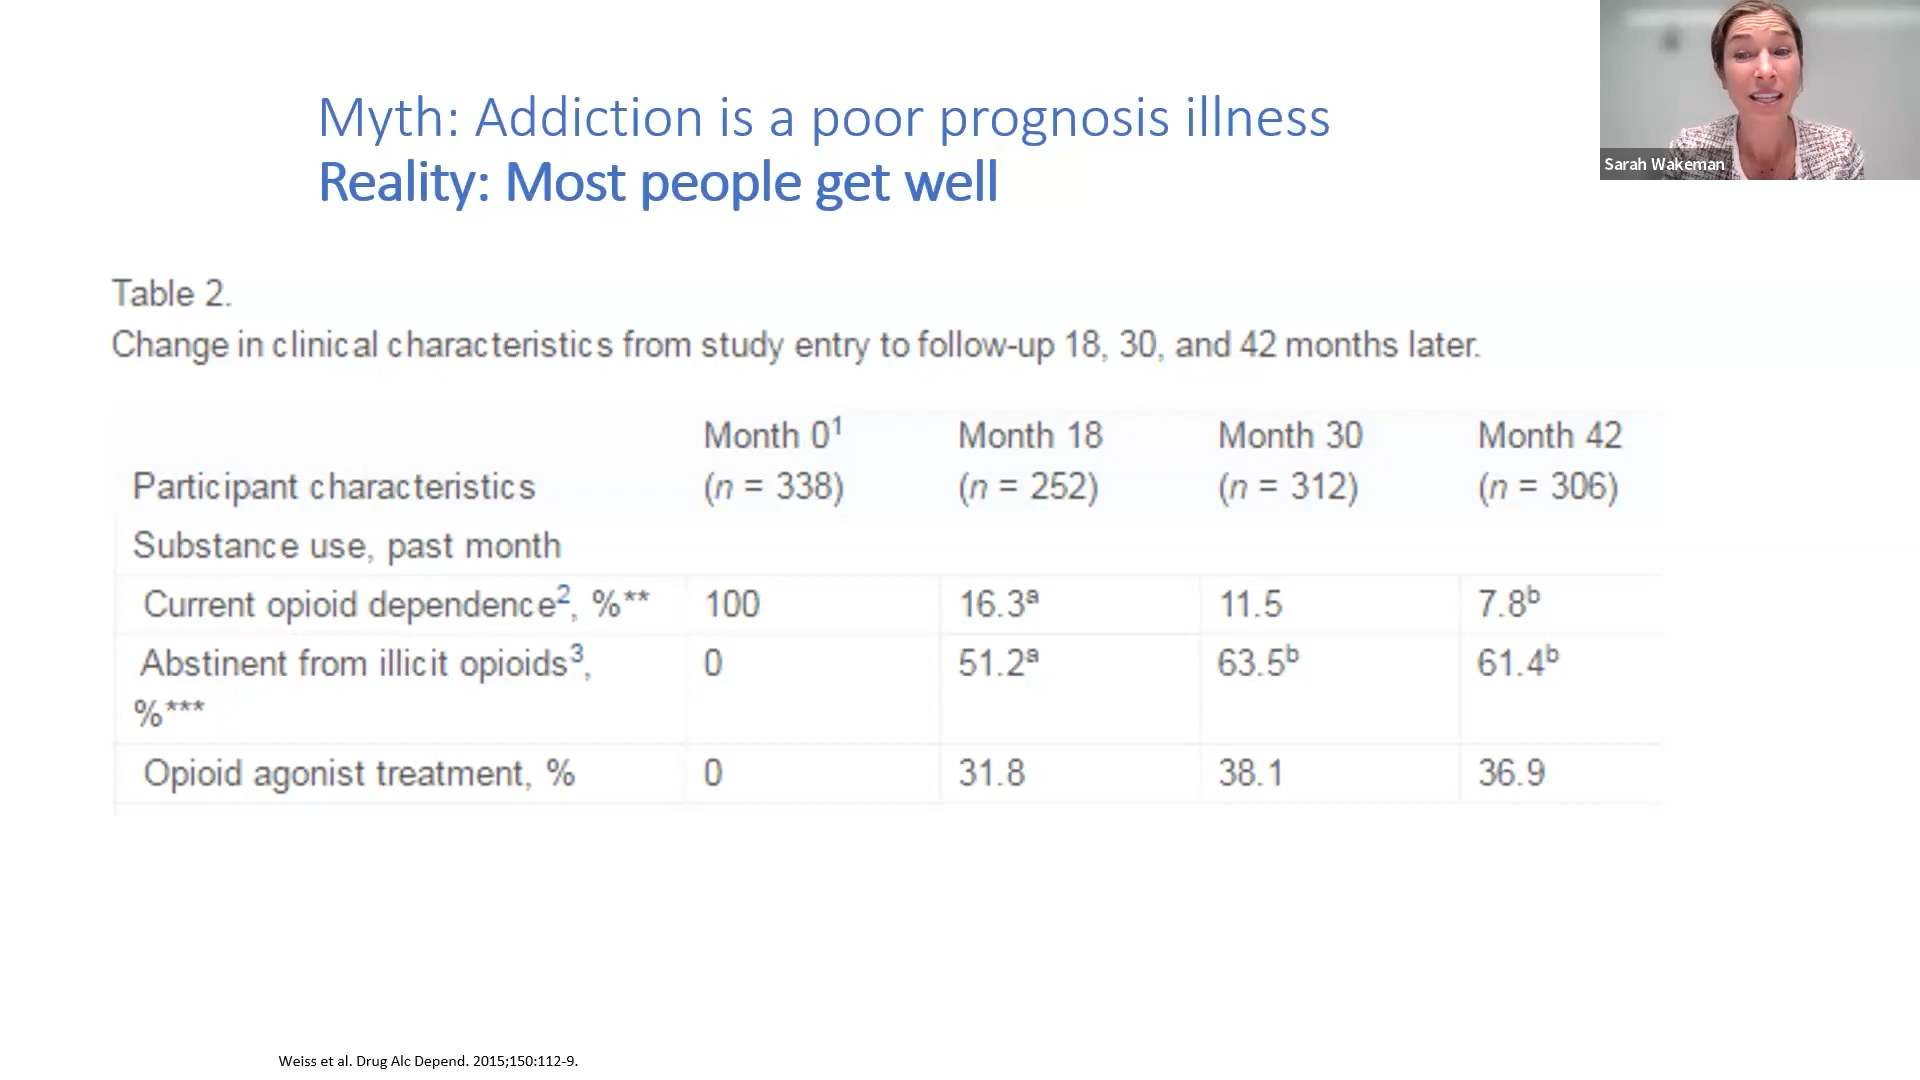 Myth: Addiction is a poor prognosis illness
Reality: Most people get well
Sarah Wakeman
Table 2.
Change in clinical characteristics from study entry to follow-up 18, 30, and 42 months later.
Participant characteristics Month 0¹ (n = 338) Month 18 (n = 252) Month 30 (n = 312) Month 42 (n = 306)
Substance use, past month
Current opioid dependence², %** 100 16.3ᵃ 11.5 7.8ᵇ
Abstinent from illicit opioids³, %*** 0 51.2ᵃ 63.5ᵇ 61.4ᵇ
Opioid agonist treatment, % 0 31.8 38.1 36.9
Weiss et al. Drug Alc Depend. 2015;150:112-9.